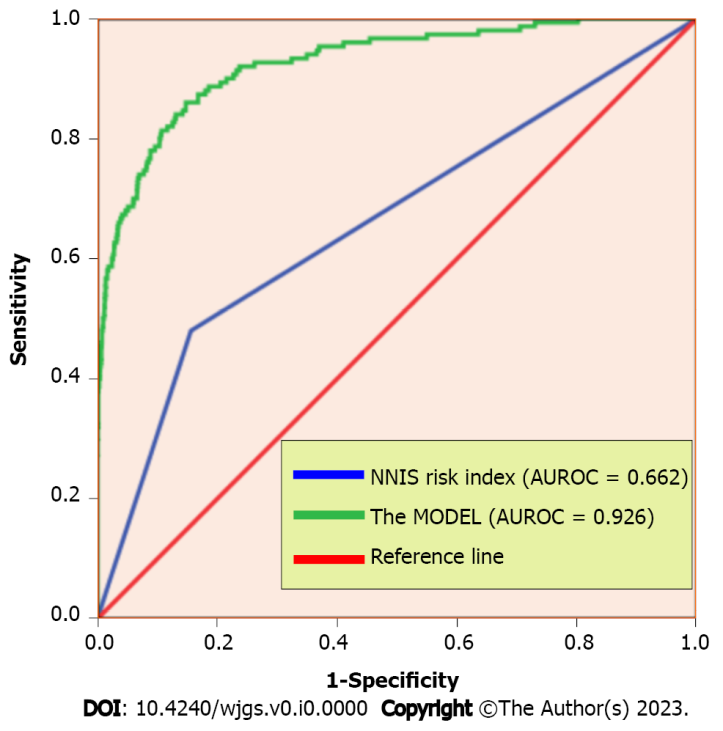 1.0
0.8
0.6
0.4
0.2
0.0
Sensitivity
NNIS risk index (AUROC = 0.662)
The MODEL (AUROC = 0.926)
Reference line
0.0 0.2 0.4 0.6 0.8 1.0
1-Specificity
DOI: 10.4240/wjgs.v0.i0.0000 Copyright ©The Author(s) 2023.